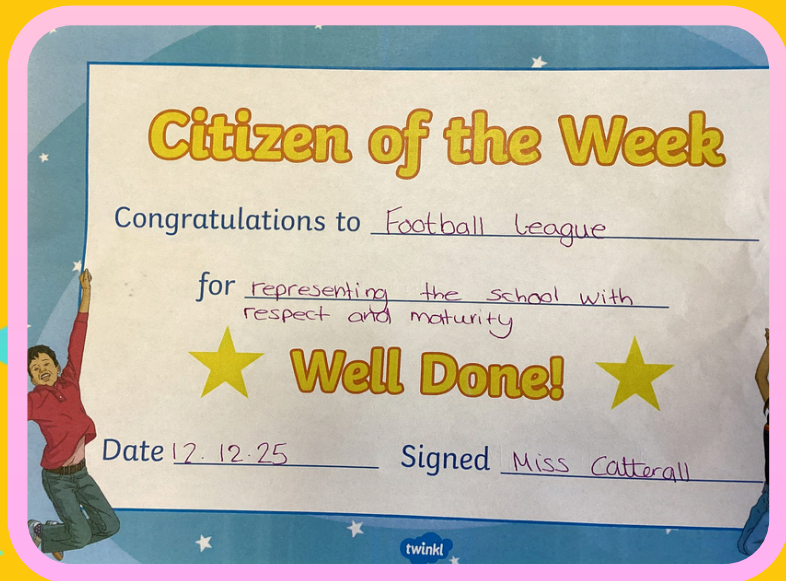 Citizen of the Week
Congratulations to Football League
for representing the school with
respect and maturity
Well Done!
Date 12.12.25 Signed Miss Catterall
twinkl